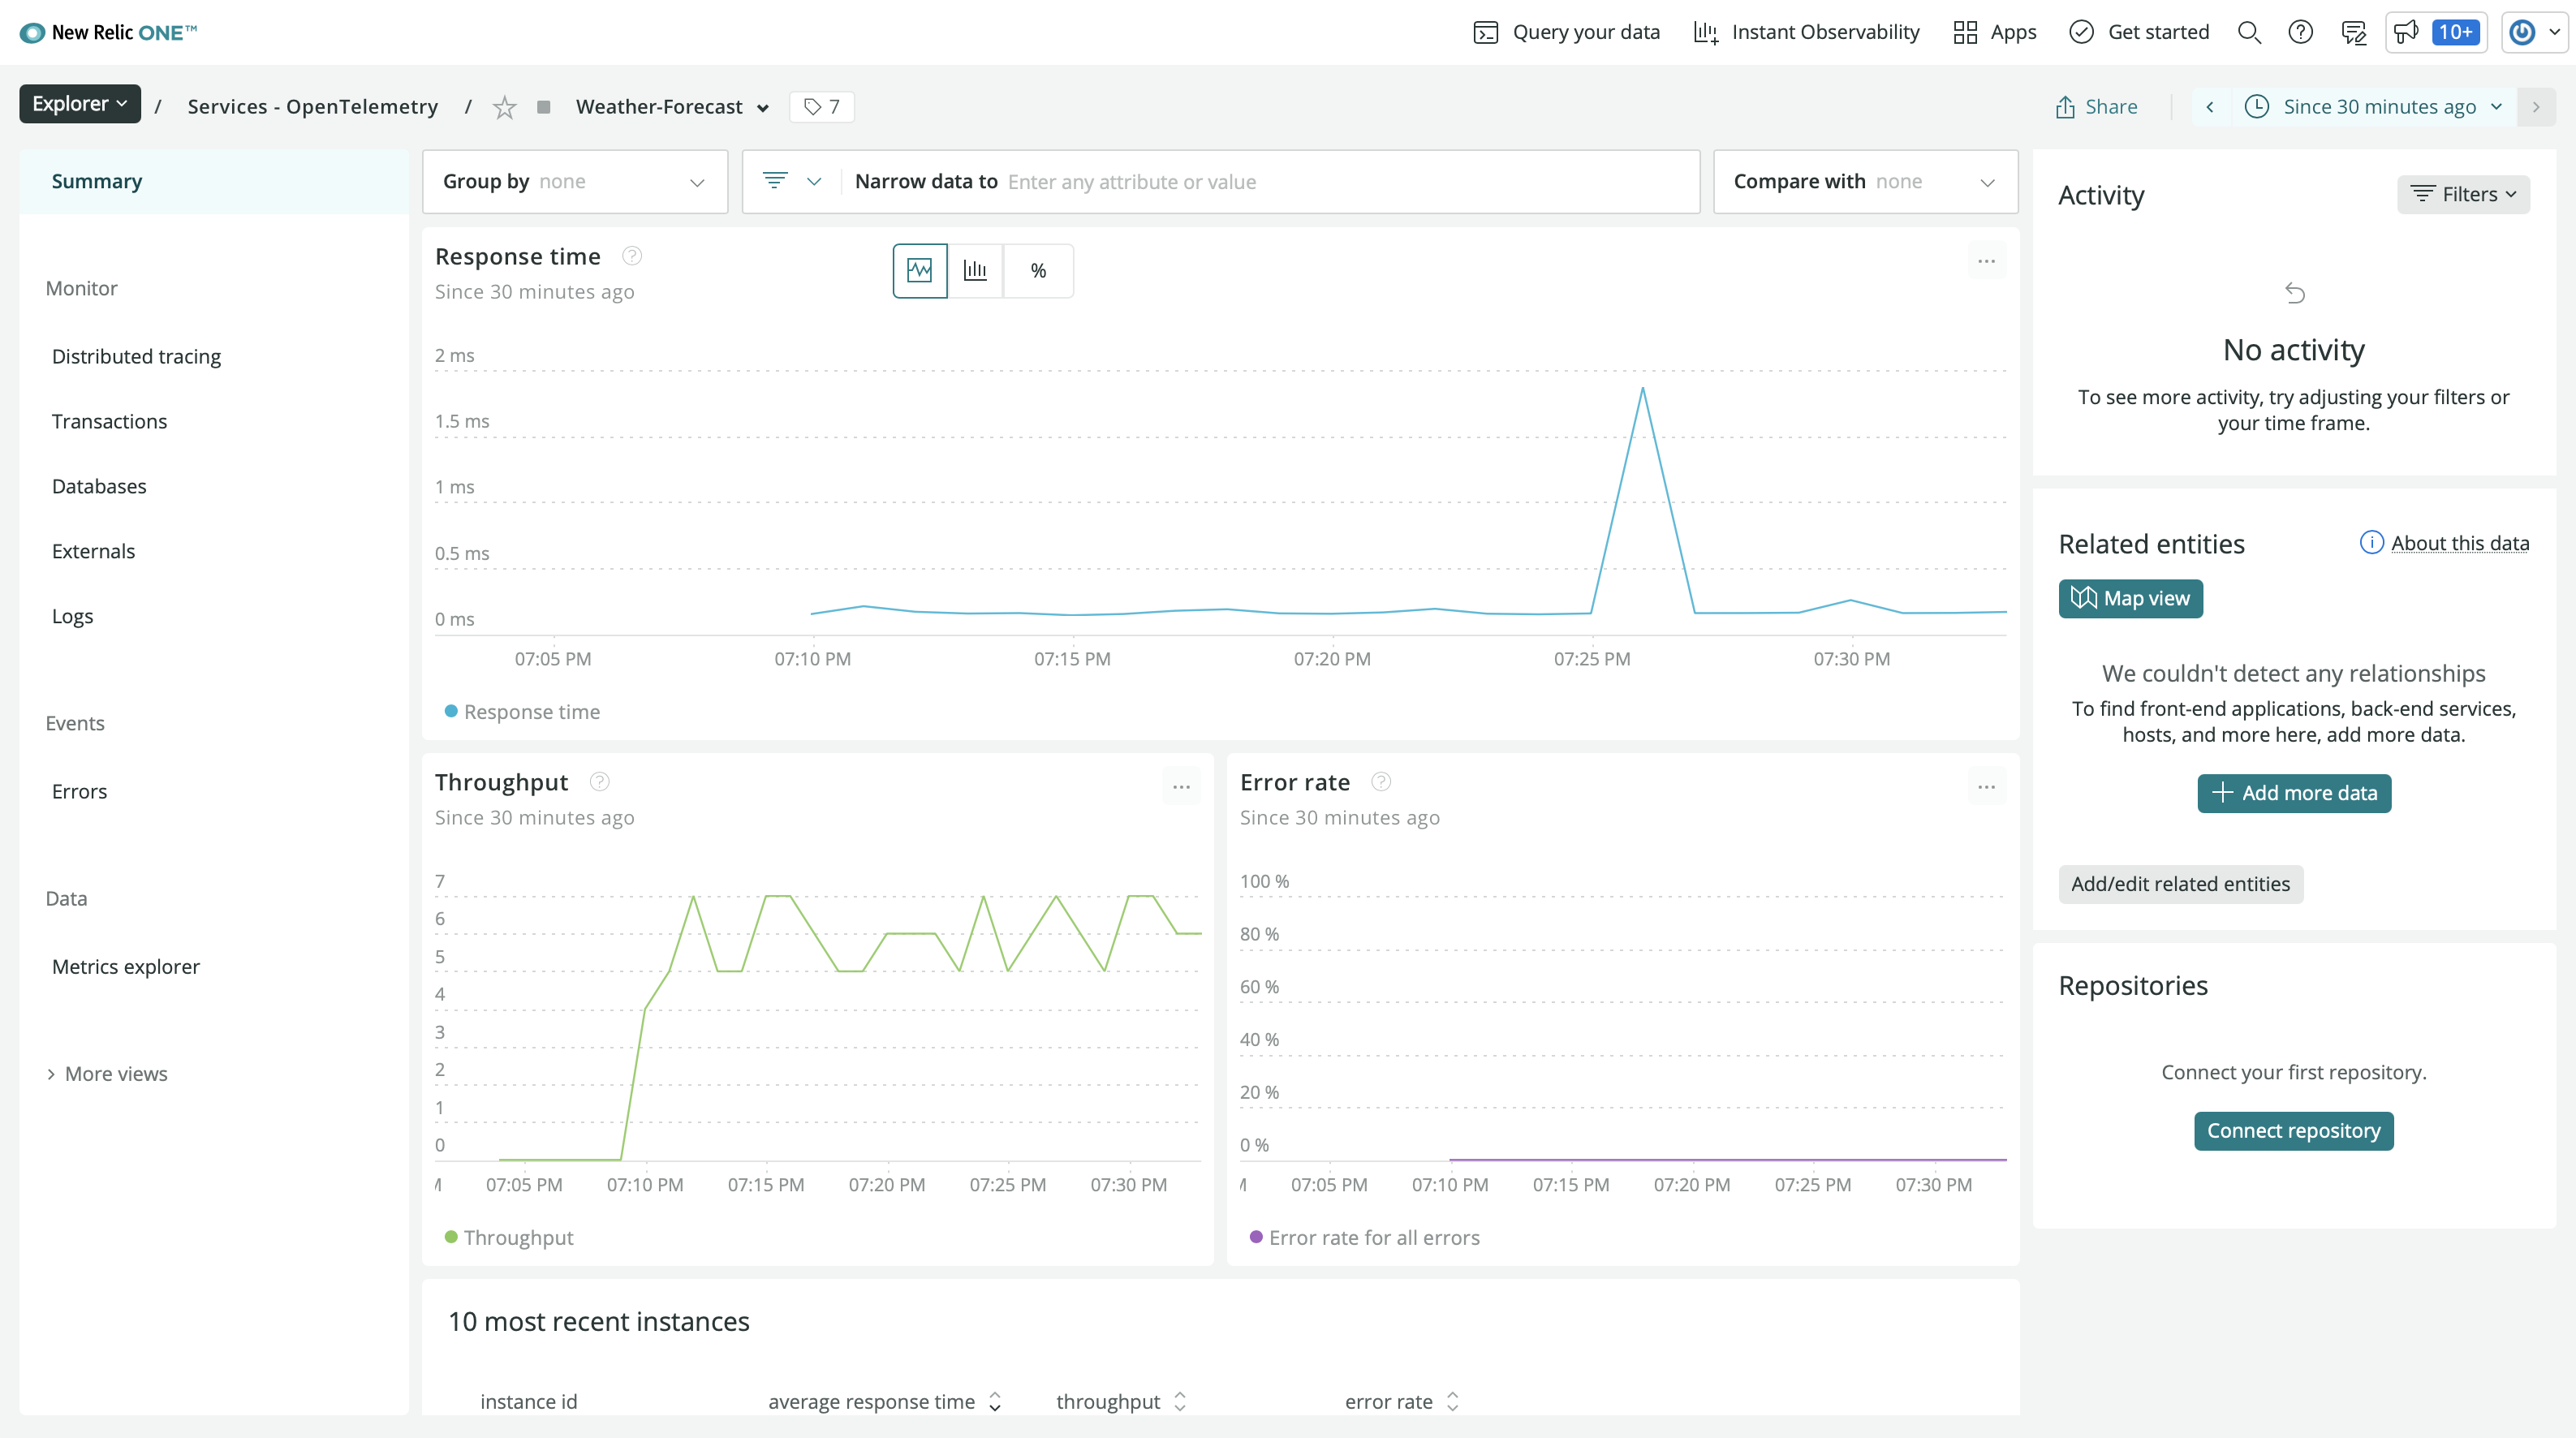 New Relic ONE™
Query your data
Instant Observability
Apps
Get started
10+
Explorer / Services - OpenTelemetry / Weather-Forecast 7
Share
Since 30 minutes ago
Summary
Monitor
Distributed tracing
Transactions
Databases
Externals
Logs
Events
Errors
Data
Metrics explorer
More views
Group by none
Narrow data to Enter any attribute or value
Compare with none
Response time ?
Since 30 minutes ago
%
...
2 ms
1.5 ms
1 ms
0.5 ms
0 ms
07:05 PM 07:10 PM 07:15 PM 07:20 PM 07:25 PM 07:30 PM
Response time
Throughput ?
Since 30 minutes ago
...
7
6
5
4
3
2
1
0
07:05 PM 07:10 PM 07:15 PM 07:20 PM 07:25 PM 07:30 PM
Throughput
Error rate ?
Since 30 minutes ago
...
100 %
80 %
60 %
40 %
20 %
0 %
07:05 PM 07:10 PM 07:15 PM 07:20 PM 07:25 PM 07:30 PM
Error rate for all errors
10 most recent instances
instance id average response time throughput error rate
Activity
Filters
No activity
To see more activity, try adjusting your filters or
your time frame.
Related entities
About this data
Map view
We couldn't detect any relationships
To find front-end applications, back-end services,
hosts, and more here, add more data.
Add more data
Add/edit related entities
Repositories
Connect your first repository.
Connect repository